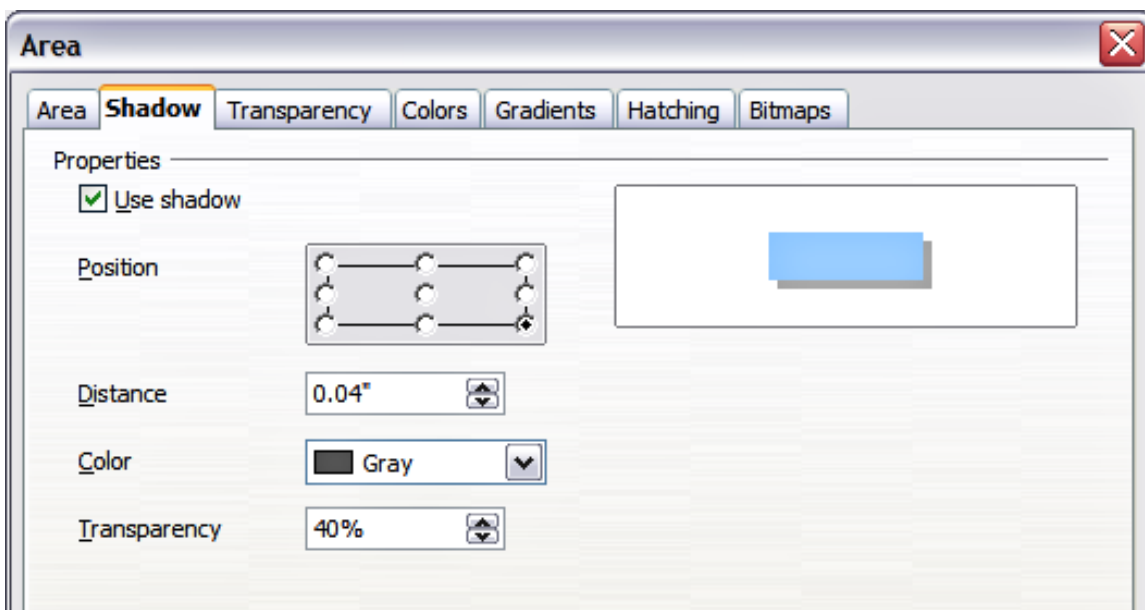 Area
Area Shadow Transparency Colors Gradients Hatching Bitmaps
Properties
Use shadow
Position
Distance 0.04"
Color Gray
Transparency 40%